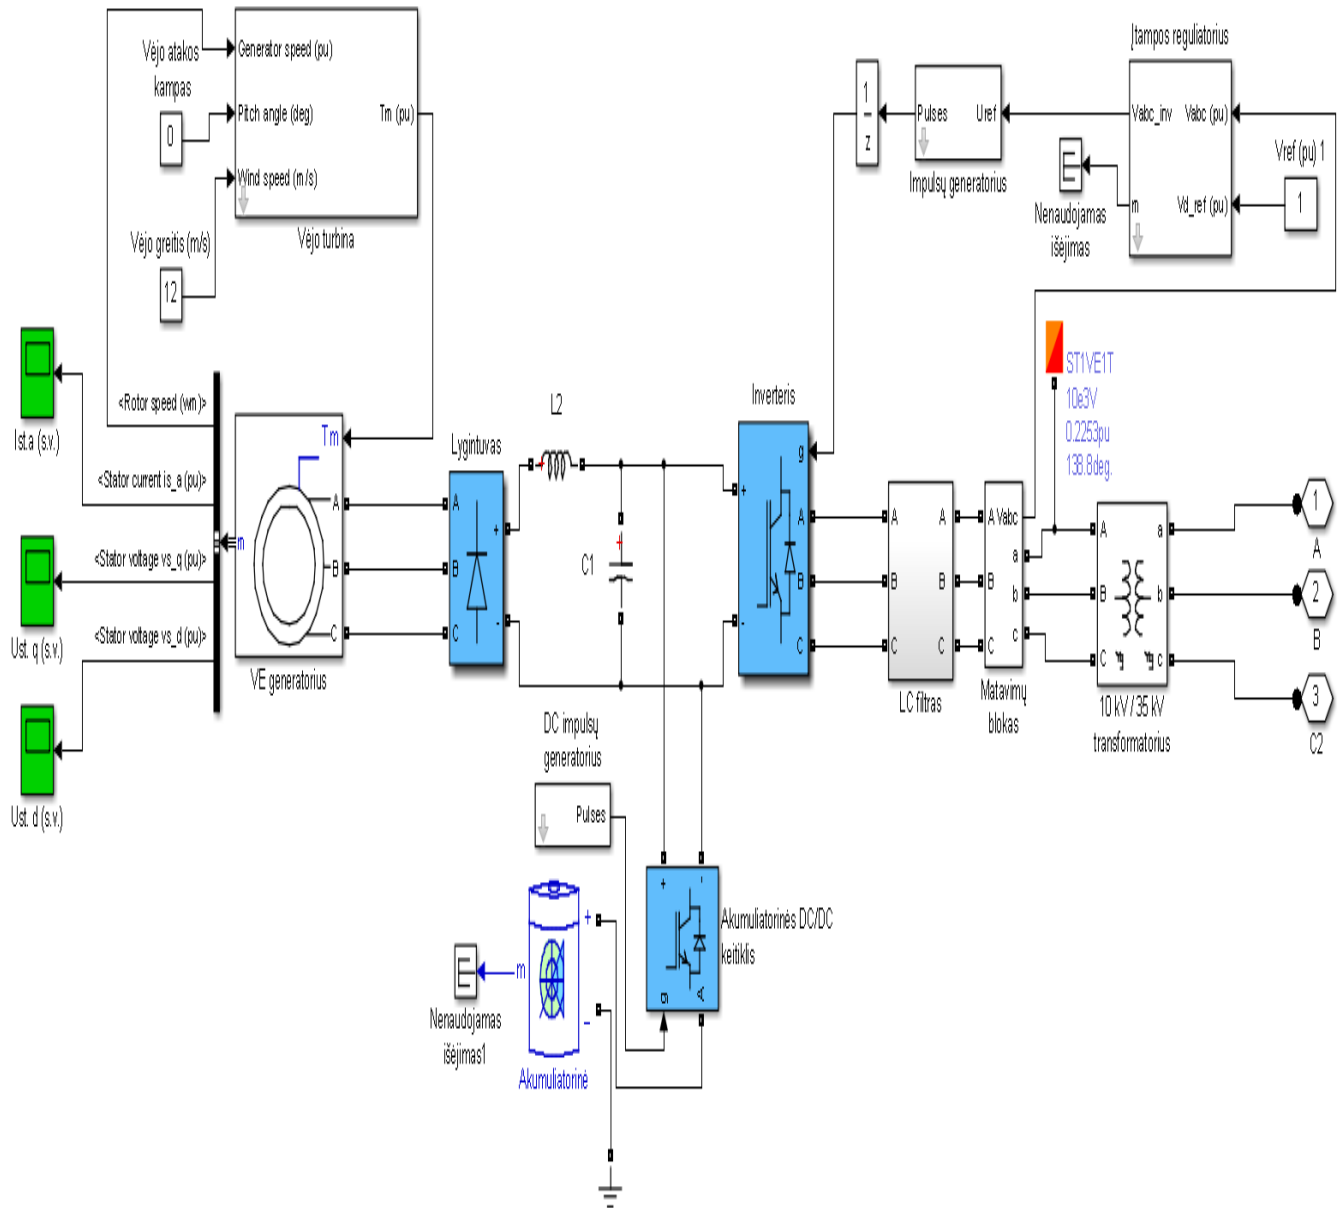 Vėjo atakos
kampas
0
Generator speed (pu)
Pitch angle (deg)
Wind speed (m/s)
Tm (pu)
Vėjo turbina
Vėjo greitis (m/s)
12
1
z
Pulses
Uref
Impulsų generatorius
Įtampos reguliatorius
Vabc_inv
Vabc (pu)
m
Vd_ref (pu)
Vref (pu) 1
1
Nenaudojamas
išėjimas
Ist.a (s.v.)
Ust. q (s.v.)
Ust. d (s.v.)
<Rotor speed (wm)>
<Stator current is_a (pu)>
<Stator voltage vs_q (pu)>
<Stator voltage vs_d (pu)>
m
Tm
A
B
C
VE generatorius
Lygintuvas
A
B
C
+
-
L2
+
C1
+
Inverteris
g
+
-
A
B
C
A
B
C
A
B
C
LC filtras
A
B
C
Vabc
a
b
c
Matavimų
blokas
ST1VE1T
10e3V
0.2253pu
138.8deg.
A
B
C
a
b
c
Yg
Yg
10 kV / 35 kV
transformatorius
1
A
2
B
3
C2
DC impulsų
generatorius
Pulses
+
-
g
A
Akumuliatorinės DC/DC
keitiklis
+
-
m
Akumuliatorinė
Nenaudojamas
išėjimas1